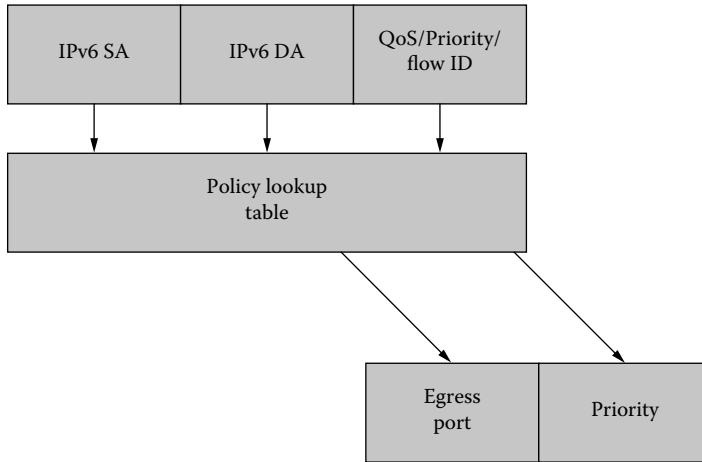 IPv6 SA
IPv6 DA
QoS/Priority/
flow ID
Policy lookup
table
Egress
port
Priority